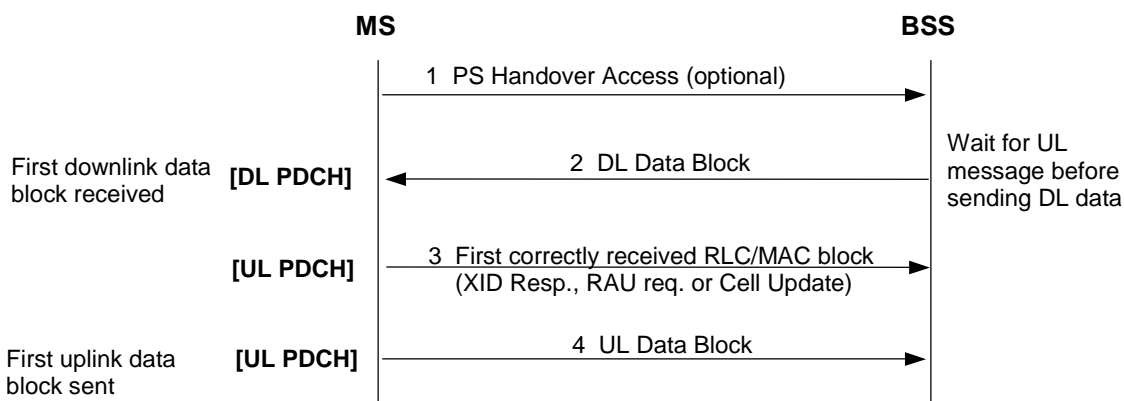 MS
BSS
1 PS Handover Access (optional)
Wait for UL
message before
sending DL data
First downlink data
block received
[DL PDCH]
2 DL Data Block
[UL PDCH]
3 First correctly received RLC/MAC block
(XID Resp., RAU req. or Cell Update)
First uplink data
block sent
[UL PDCH]
4 UL Data Block